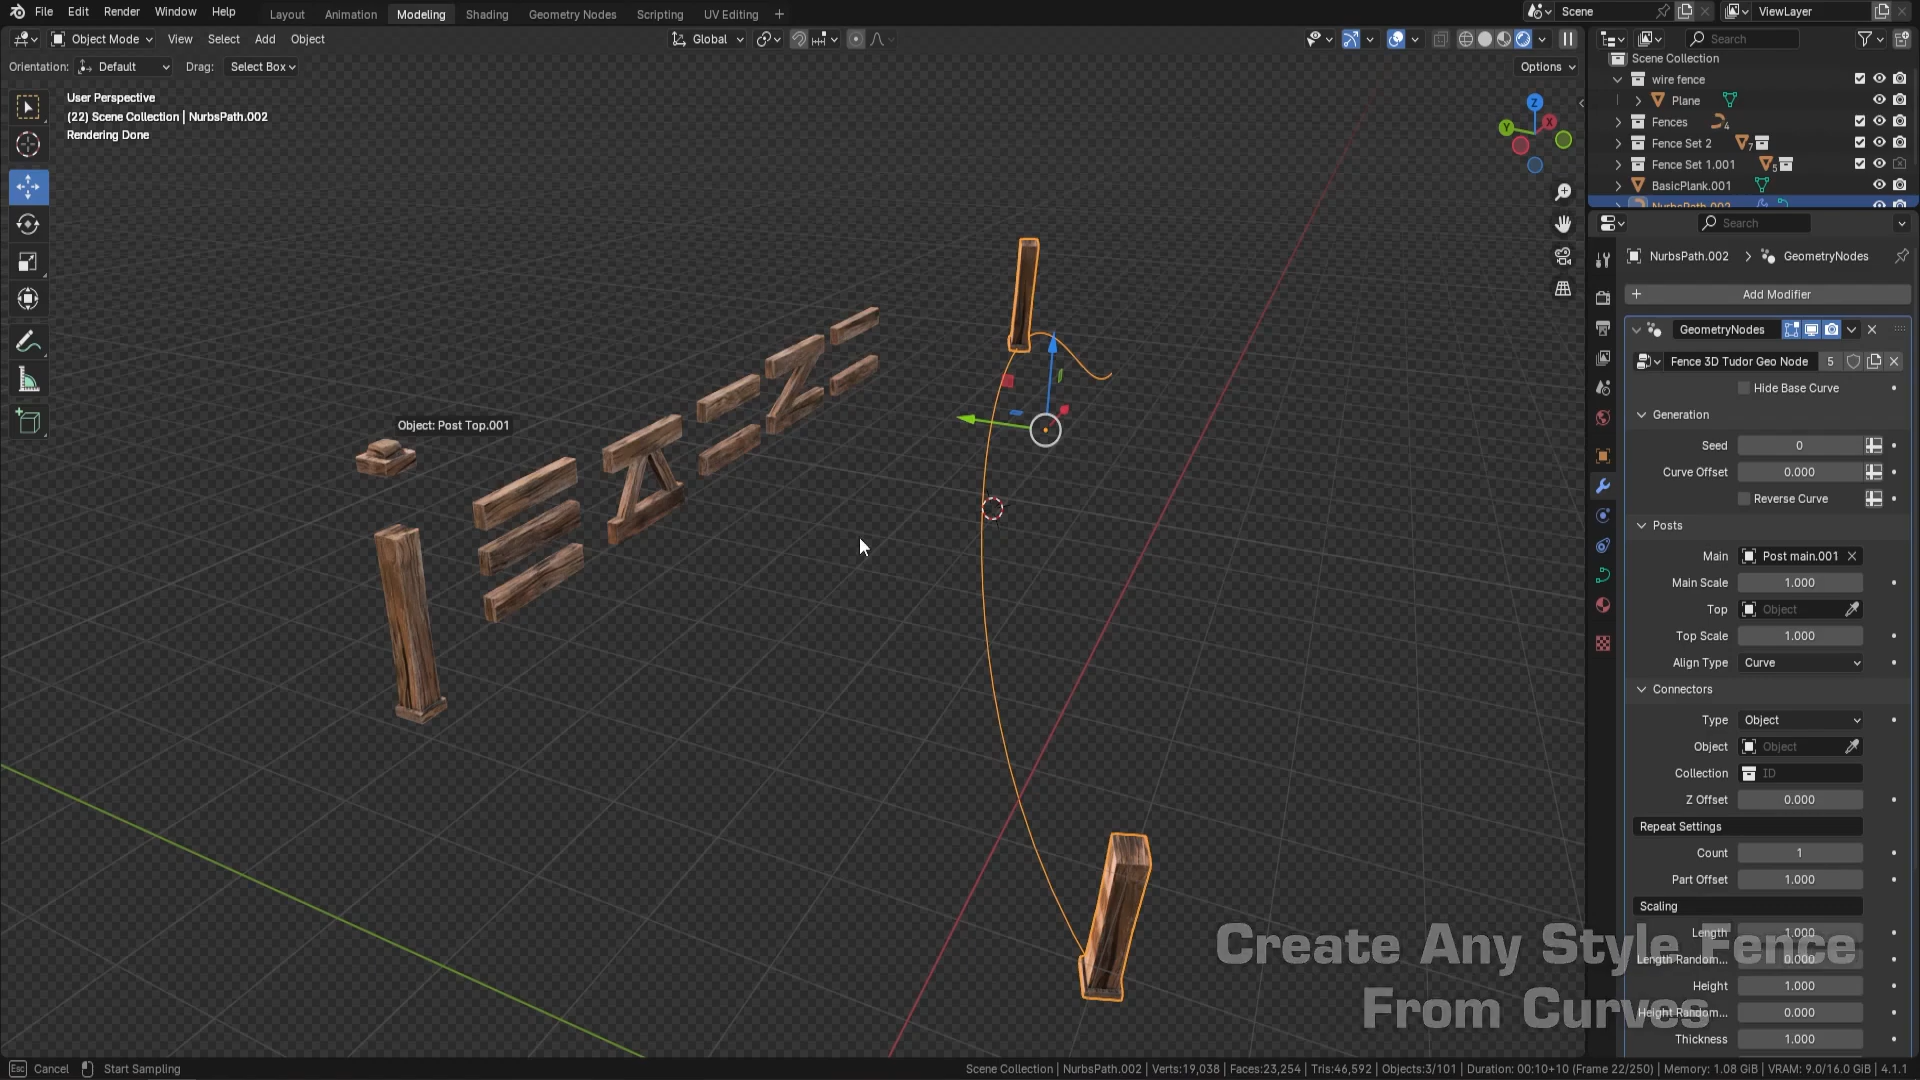 File Edit Render Window Help Layout Animation Modeling Shading Geometry Nodes Scripting UV Editing + Scene ViewLayer
Object Mode View Select Add Object Global Search
Orientation: Default Drag: Select Box Options
Scene Collection
User Perspective
(22) Scene Collection | NurbsPath.002
Rendering Done
wire fence
Plane
Fences 4
Fence Set 2 7
Fence Set 1.001 5
BasicPlank.001
NurbsPath.002
Z
Y
X
Search
NurbsPath.002 > GeometryNodes
+ Add Modifier
GeometryNodes
Fence 3D Tudor Geo Node 5
Hide Base Curve
Generation
Seed 0
Curve Offset 0.000
Reverse Curve
Posts
Main Post main.001
Main Scale 1.000
Top Object
Top Scale 1.000
Align Type Curve
Connectors
Type Object
Object Object
Collection ID
Z Offset 0.000
Repeat Settings
Count 1
Part Offset 1.000
Scaling
Length 1.000
Length Random... 0.000
Height 1.000
Height Random... 0.000
Thickness 1.000
Object: Post Top.001
Create Any Style Fence
From Curves
Esc Cancel Start Sampling
Scene Collection | NurbsPath.002 | Verts:19,038 | Faces:23,254 | Tris:46,592 | Objects:3/101 | Duration: 00:10+10 (Frame 22/250) | Memory: 1.08 GiB | VRAM: 9.0/16.0 GiB | 4.1.1